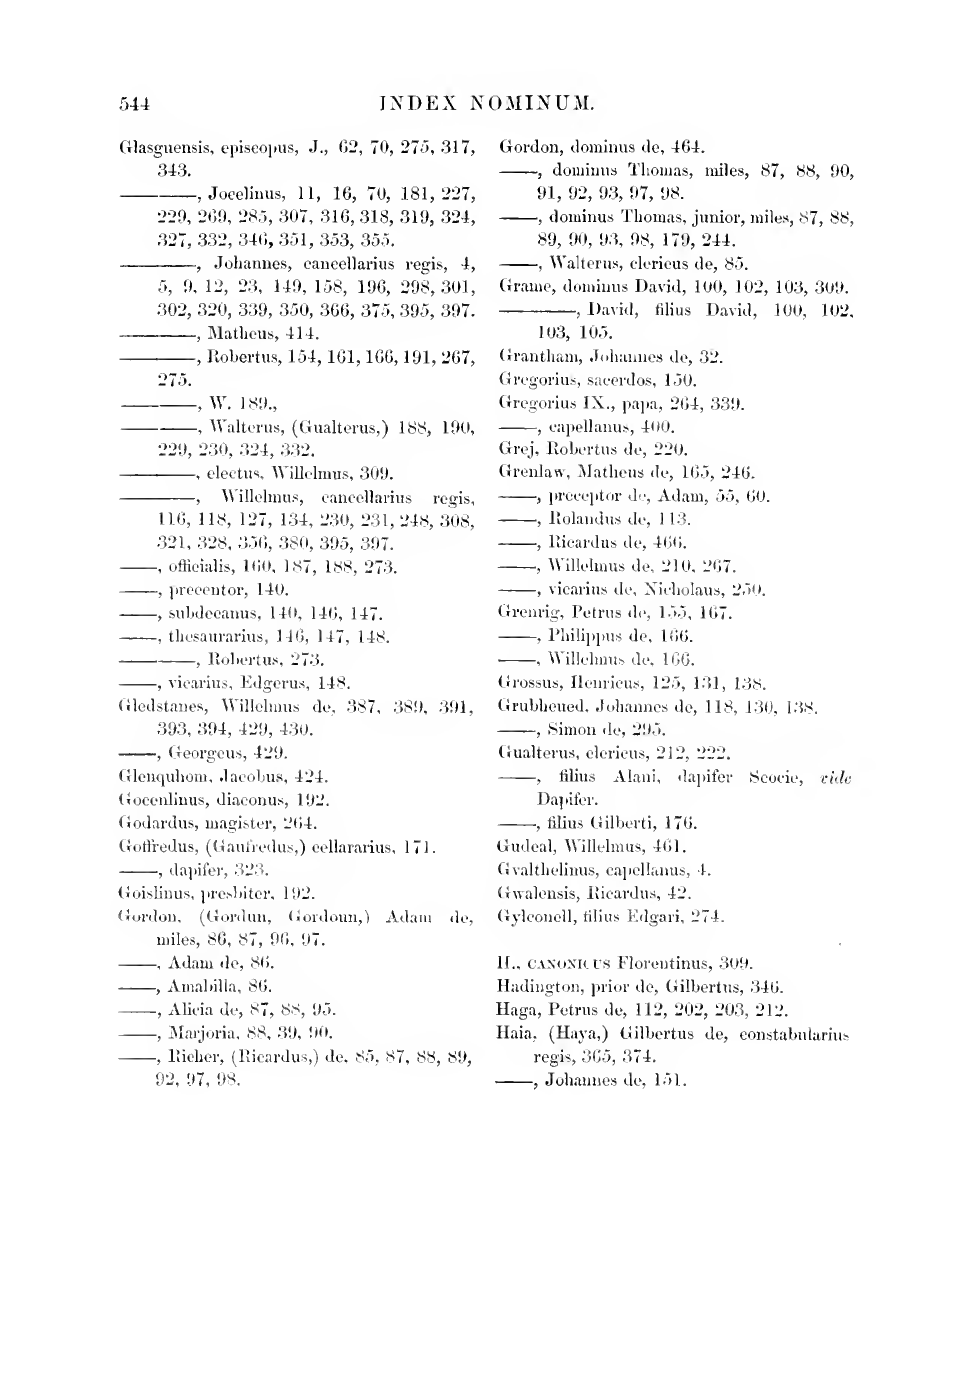 544
INDEX NOMINUM.
Glasguensis, episcopus, J., 62, 70, 275, 317,
343.
————, Jocelinus, 11, 16, 70, 181, 227,
229, 269, 285, 307, 316, 318, 319, 324,
327, 332, 346, 351, 353, 355.
————, Johannes, cancellarius regis, 4,
5, 9, 12, 23, 149, 158, 196, 298, 301,
302, 320, 339, 350, 366, 375, 395, 397.
————, Matheus, 414.
————, Robertus, 154, 161, 166, 191, 267,
275.
————, W. 189.,
————, Walterus, (Gualterus,) 188, 190,
229, 230, 324, 332.
————, electus, Willelmus, 309.
————, Willelmus, cancellarius regis,
116, 118, 127, 134, 230, 231, 248, 308,
321, 328, 356, 380, 395, 397.
——, officialis, 160, 187, 188, 273.
——, precentor, 140.
——, subdecanus, 140, 146, 147.
——, thesaurarius, 146, 147, 148.
————, Robertus, 273.
——, vicarius, Edgerus, 148.
Gledstanes, Willelmus de, 387, 389, 391,
393, 394, 429, 430.
——, Georgeus, 429.
Glenquhom, Jacobus, 424.
Gocenlinus, diaconus, 192.
Godardus, magister, 264.
Goffredus, (Gaufredus,) cellararius, 171.
——, dapifer, 323.
Goislinus, presbiter, 192.
Gordon, (Gordun, Gordoun,) Adam de,
miles, 86, 87, 96, 97.
——, Adam de, 86.
——, Amabilla, 86.
——, Alicia de, 87, 88, 95.
——, Marjoria, 88, 39, 90.
——, Richer, (Ricardus,) de, 85, 87, 88, 89,
92, 97, 98.
Gordon, dominus de, 464.
——, dominus Thomas, miles, 87, 88, 90,
91, 92, 93, 97, 98.
——, dominus Thomas, junior, miles, 87, 88,
89, 90, 93, 98, 179, 244.
——, Walterus, clericus de, 85.
Grame, dominus David, 100, 102, 103, 309.
————, David, filius David, 100, 102,
103, 105.
Grantham, Johannes de, 32.
Gregorius, sacerdos, 150.
Gregorius IX., papa, 264, 339.
——, capellanus, 400.
Grej, Robertus de, 220.
Grenlaw, Matheus de, 165, 246.
——, preceptor de, Adam, 55, 60.
——, Rolandus de, 113.
——, Ricardus de, 466.
——, Willelmus de, 210, 267.
——, vicarius de, Nicholaus, 250.
Grenrig, Petrus de, 155, 167.
——, Philippus de, 166.
——, Willelmus de, 166.
Grossus, Henricus, 125, 131, 138.
Grubheued, Johannes de, 118, 130, 138.
——, Simon de, 295.
Gualterus, clericus, 212, 222.
——, filius Alani, dapifer Scocie, vide
Dapifer.
——, filius Gilberti, 176.
Gudeal, Willelmus, 461.
Gvalthelinus, capellanus, 4.
Gwalensis, Ricardus, 42.
Gylconell, filius Edgari, 274.
H., CANONICUS Florentinus, 309.
Hadington, prior de, Gilbertus, 346.
Haga, Petrus de, 112, 202, 203, 212.
Haia, (Haya,) Gilbertus de, constabularius
regis, 365, 374.
——, Johannes de, 151.